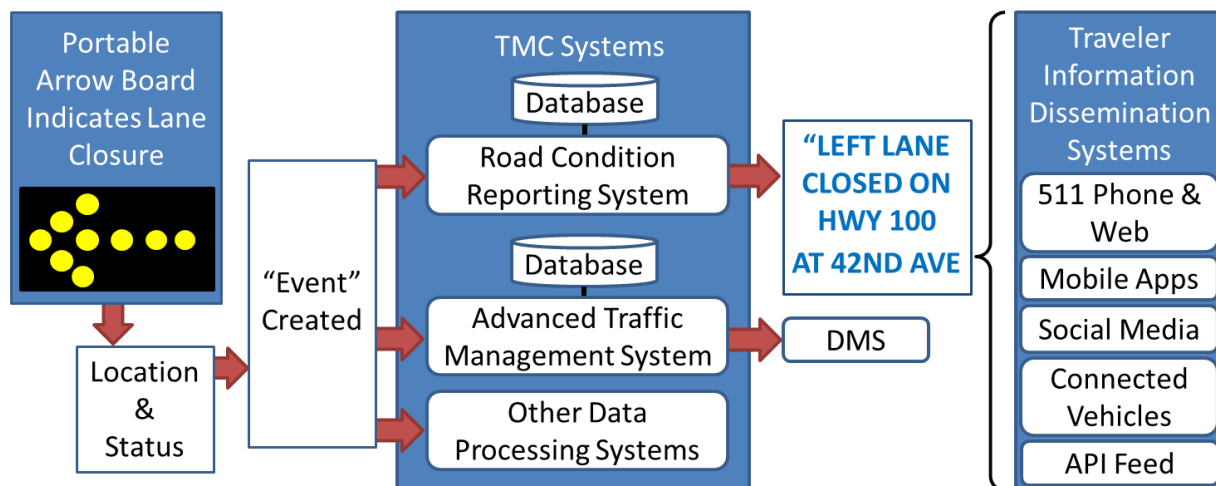 Portable
Arrow Board
Indicates Lane
Closure
Location
&
Status
“Event”
Created
TMC Systems
Database
Road Condition
Reporting System
Database
Advanced Traffic
Management System
Other Data
Processing Systems
“LEFT LANE
CLOSED ON
HWY 100
AT 42ND AVE
DMS
Traveler
Information
Dissemination
Systems
511 Phone &
Web
Mobile Apps
Social Media
Connected
Vehicles
API Feed